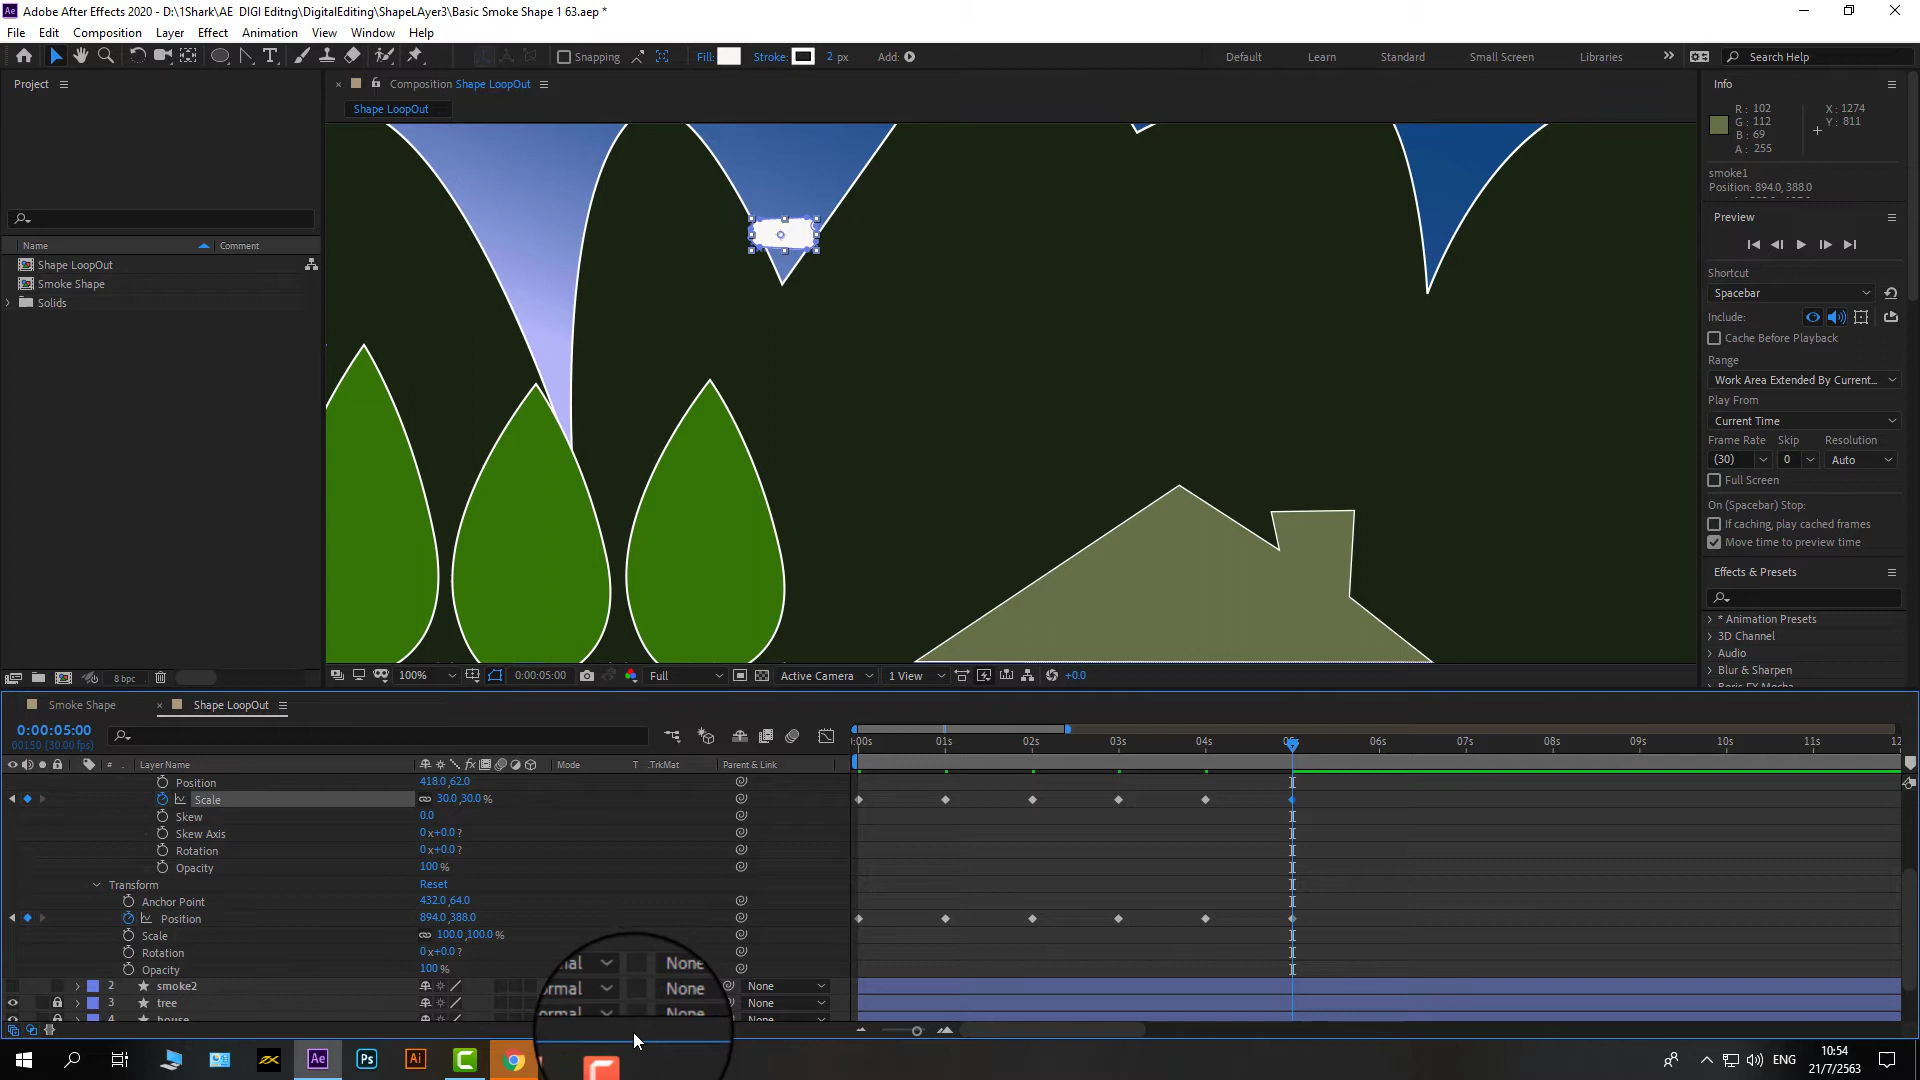 Adobe After Effects 2020 - D:\1Shark\AE DIGI Editng\DigitalEditing\ShapeLAyer3\Basic Smoke Shape 1 63.aep *
File Edit Composition Layer Effect Animation View Window Help
Snapping Fill: Stroke: 2 px Add: Default Learn Standard Small Screen Libraries Search Help
Project
Composition Shape LoopOut
Shape LoopOut
Name Comment
Shape LoopOut
Smoke Shape
Solids
8 bpc
100% 0:00:05:00 Full Active Camera 1 View +0.0
Info
R: 102 X: 1274
G: 112 Y: 811
B: 69
A: 255
smoke1
Position: 894.0, 388.0
Preview
Shortcut
Spacebar
Include:
Cache Before Playback
Range
Work Area Extended By Current...
Play From
Current Time
Frame Rate Skip Resolution
(30) 0 Auto
Full Screen
On (Spacebar) Stop:
If caching, play cached frames
Move time to preview time
Effects & Presets
* Animation Presets
3D Channel
Audio
Blur & Sharpen
Boris FX Mocha
Smoke Shape Shape LoopOut
0:00:05:00
00150 (30.00 fps)
:00s 01s 02s 03s 04s 06s 07s 08s 09s 10s 11s 12
# Layer Name Mode T .TrkMat Parent & Link
Position 418.0,62.0
Scale 30.0,30.0 %
Skew 0.0
Skew Axis 0 x+0.0 ?
Rotation 0 x+0.0 ?
Opacity 100 %
Transform Reset
Anchor Point 432.0,64.0
Position 894.0,388.0
Scale 100.0,100.0 %
Rotation 0 x+0.0 ?
Opacity 100 %
2 smoke2 None
3 tree None
4 house
None
None
ENG
10:54
21/7/2563